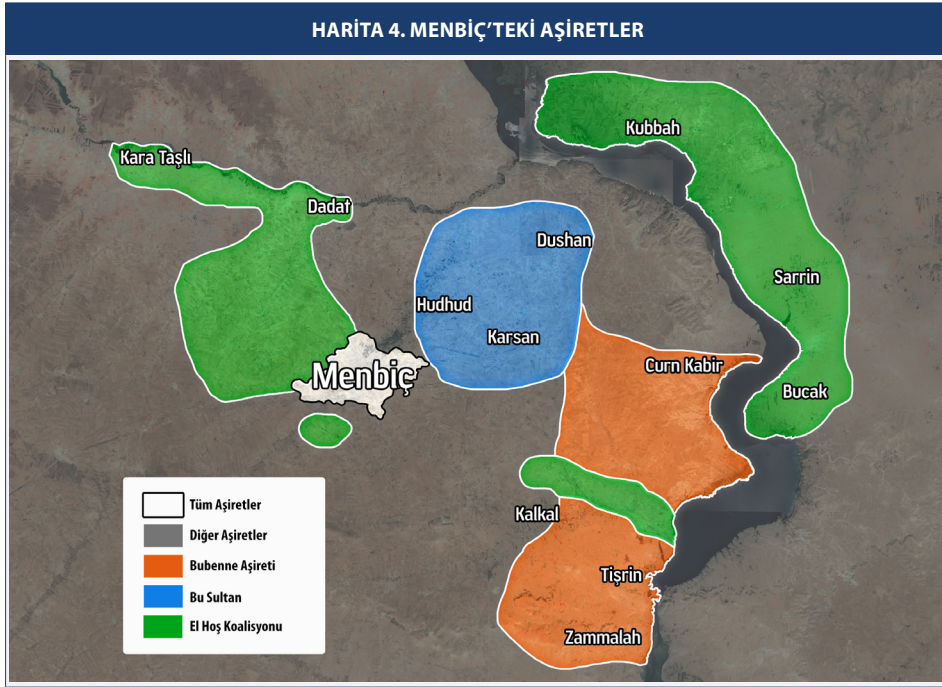 HARİTA 4. MENBİÇ'TEKİ AŞİRETLER
Kubbah
Kara Taşlı
Dadat
Dushan
Sarrin
Hudhud
Karsan
Curn Kabir
Menbiç
Bucak
Kalkal
Tişrin
Zammalah
Tüm Aşiretler
Diğer Aşiretler
Bubenne Aşireti
Bu Sultan
El Hoş Koalisyonu